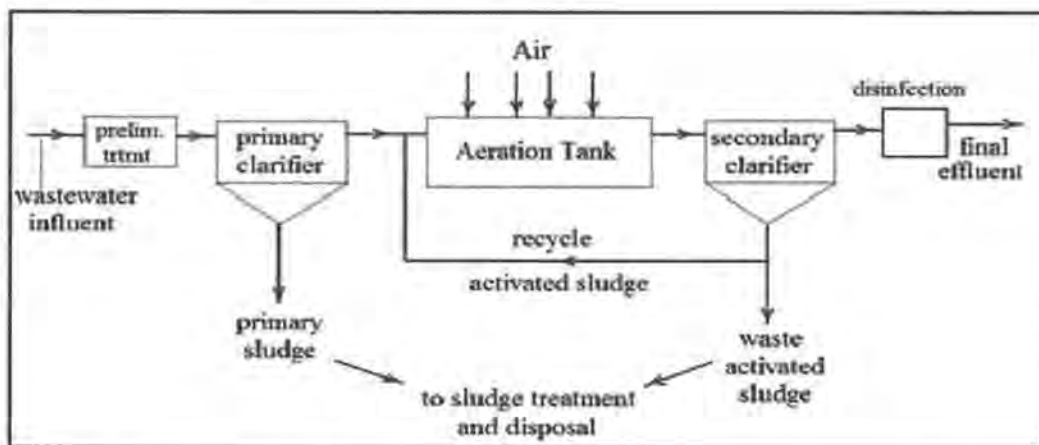 Air
disinfection
prelim.
trtmt
primary
clarifier
Aeration Tank
secondary
clarifier
final
effluent
wastewater
influent
recycle
activated sludge
primary
sludge
waste
activated
sludge
to sludge treatment
and disposal